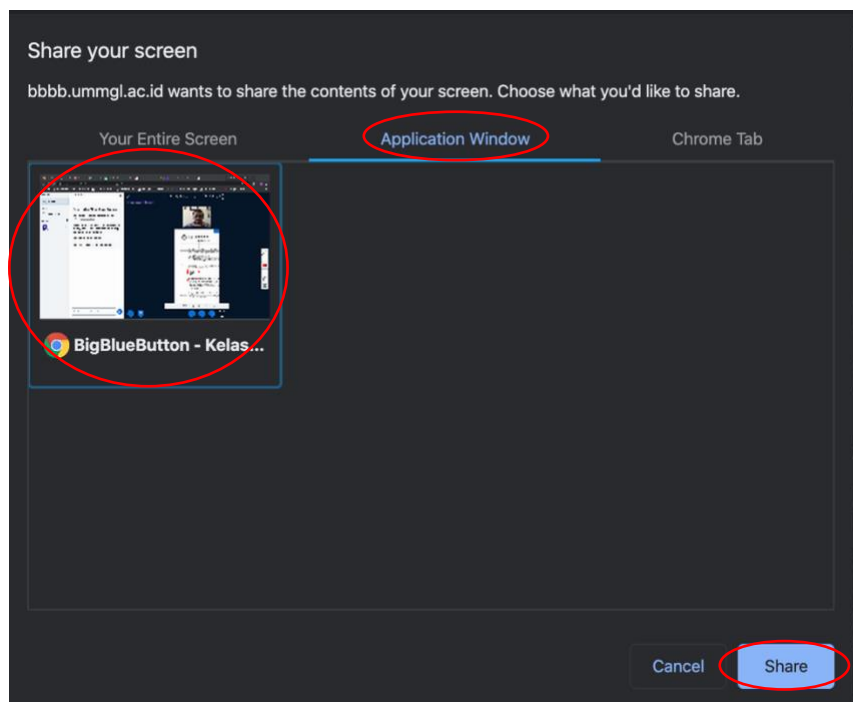 Share your screen
bbbb.ummgl.ac.id wants to share the contents of your screen. Choose what you'd like to share.
Your Entire Screen
Application Window
Chrome Tab
BigBlueButton - Kelas...
Cancel
Share